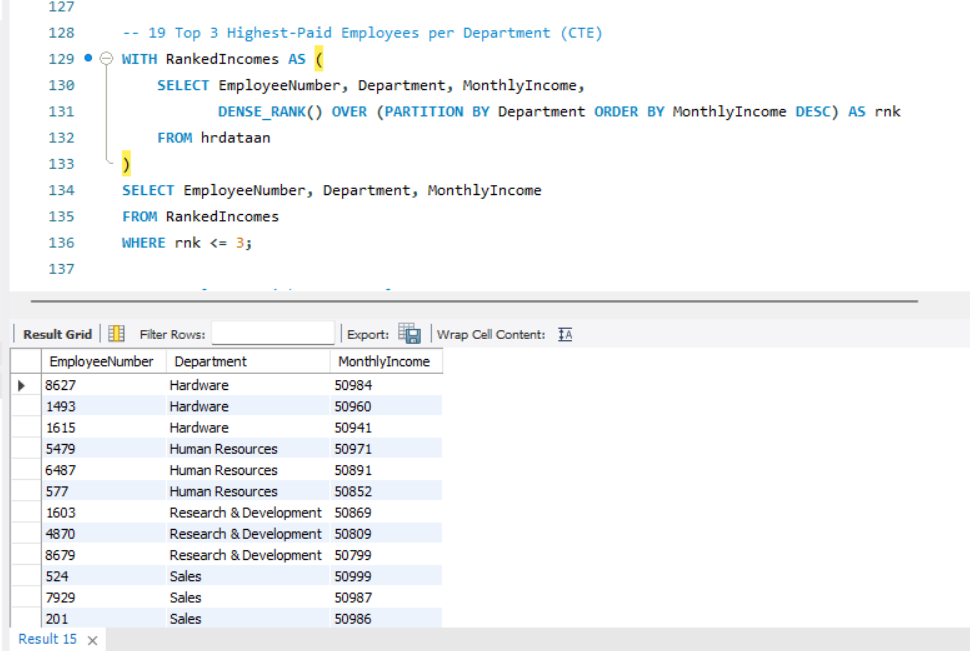 127
128 -- 19 Top 3 Highest-Paid Employees per Department (CTE)
129 WITH RankedIncomes AS (
130 SELECT EmployeeNumber, Department, MonthlyIncome,
131 DENSE_RANK() OVER (PARTITION BY Department ORDER BY MonthlyIncome DESC) AS rnk
132 FROM hrdataan
133 )
134 SELECT EmployeeNumber, Department, MonthlyIncome
135 FROM RankedIncomes
136 WHERE rnk <= 3;
137
Result Grid Filter Rows: Export: Wrap Cell Content: IA
EmployeeNumber Department MonthlyIncome
8627 Hardware 50984
1493 Hardware 50960
1615 Hardware 50941
5479 Human Resources 50971
6487 Human Resources 50891
577 Human Resources 50852
1603 Research & Development 50869
4870 Research & Development 50809
8679 Research & Development 50799
524 Sales 50999
7929 Sales 50987
201 Sales 50986
Result 15